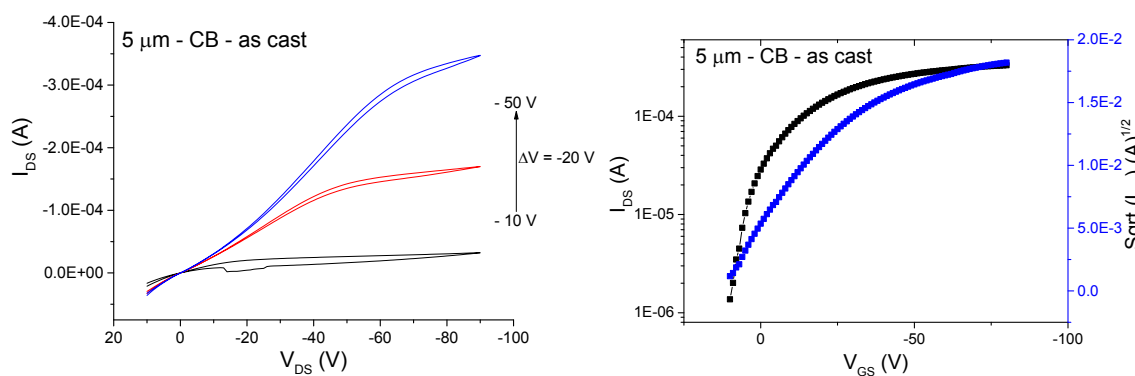 5 μm - CB - as cast
-4.0E-04
-3.0E-04
-2.0E-04
-1.0E-04
0.0E+00
I_DS (A)
- 50 V
ΔV = -20 V
- 10 V
20 0 -20 -40 -60 -80 -100
V_DS (V)
5 μm - CB - as cast
1E-04
1E-05
1E-06
I_DS (A)
2.0E-2
1.5E-2
1.0E-2
5.0E-3
0.0
(A)^1/2
0 -50 -100
V_GS (V)